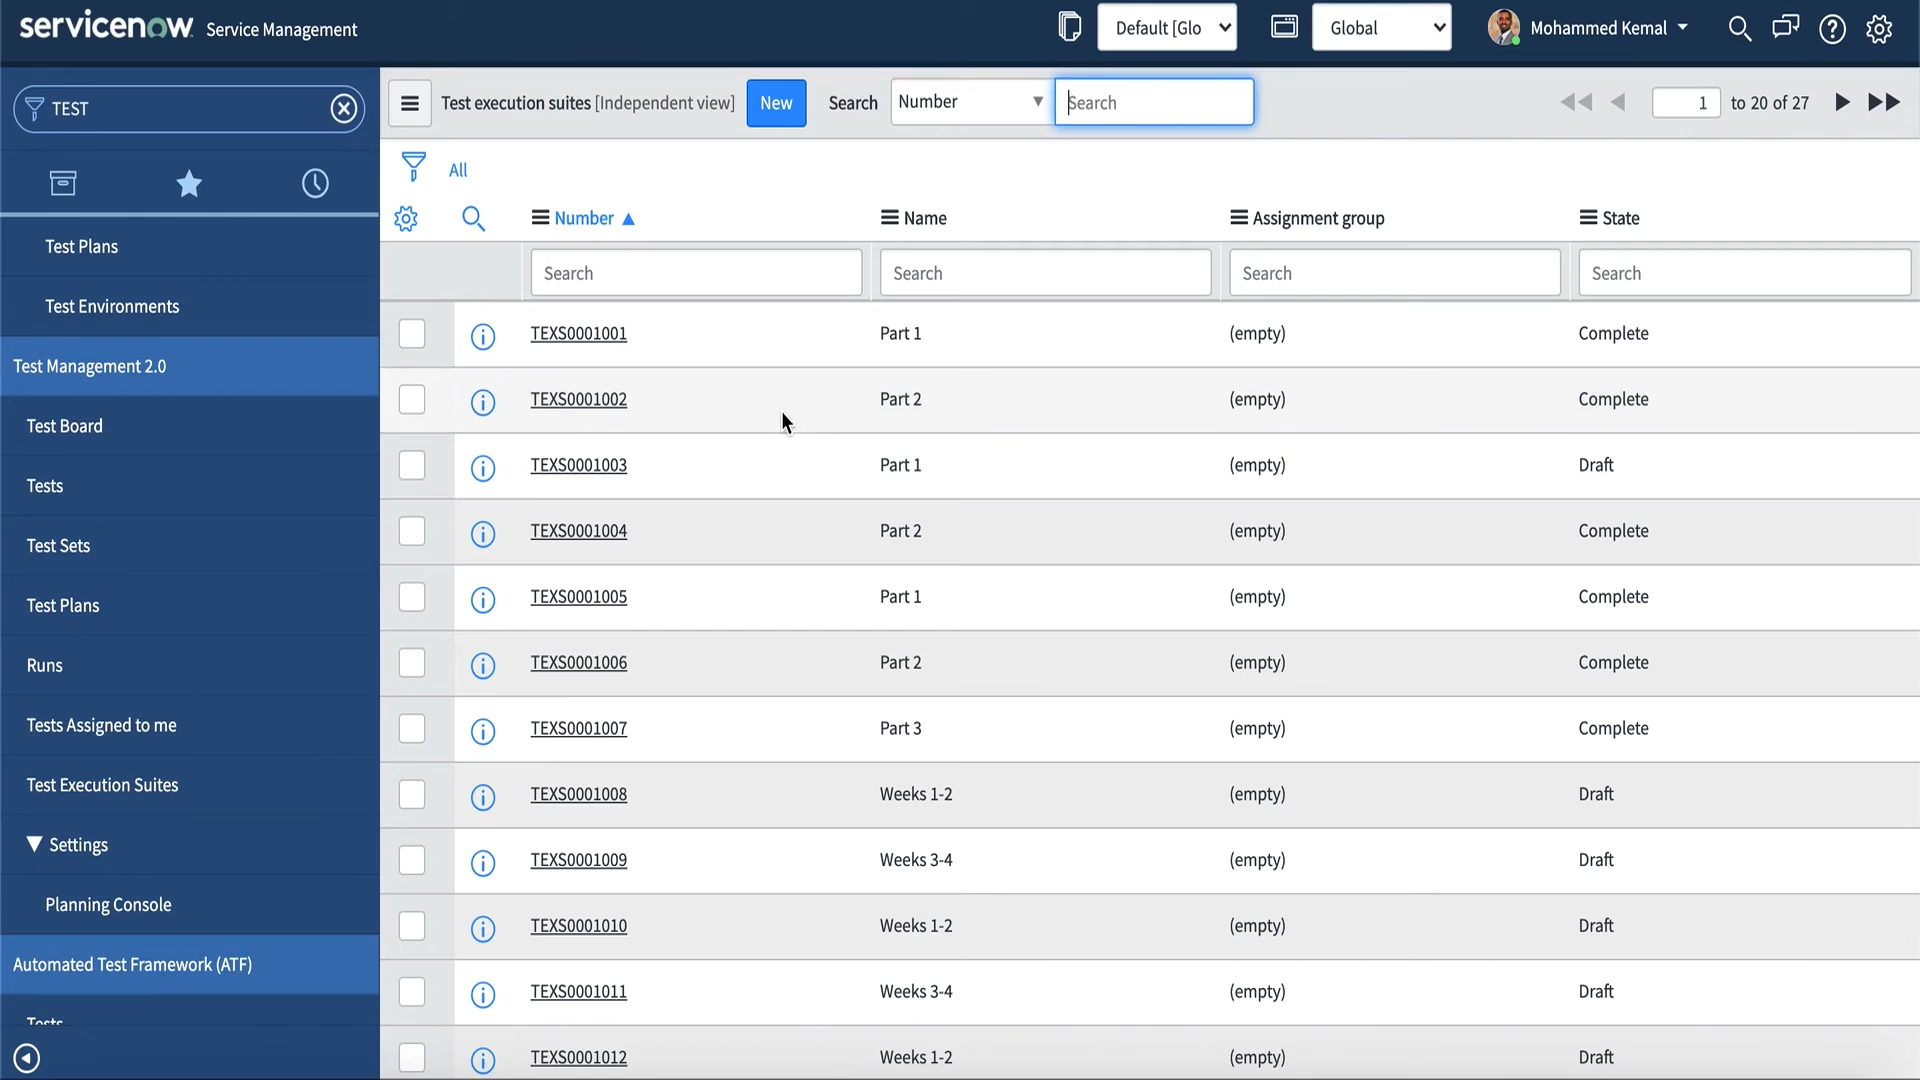 servicenow Service Management
Default [Glo
Global
Mohammed Kemal
TEST
Test execution suites [Independent view]
New
Search
Number
Search
1 to 20 of 27
All
Test Plans
Test Environments
Test Management 2.0
Test Board
Tests
Test Sets
Test Plans
Runs
Tests Assigned to me
Test Execution Suites
Settings
Planning Console
Automated Test Framework (ATF)
Tests
Number Name Assignment group State
Search Search Search Search
TEXS0001001 Part 1 (empty) Complete
TEXS0001002 Part 2 (empty) Complete
TEXS0001003 Part 1 (empty) Draft
TEXS0001004 Part 2 (empty) Complete
TEXS0001005 Part 1 (empty) Complete
TEXS0001006 Part 2 (empty) Complete
TEXS0001007 Part 3 (empty) Complete
TEXS0001008 Weeks 1-2 (empty) Draft
TEXS0001009 Weeks 3-4 (empty) Draft
TEXS0001010 Weeks 1-2 (empty) Draft
TEXS0001011 Weeks 3-4 (empty) Draft
TEXS0001012 Weeks 1-2 (empty) Draft